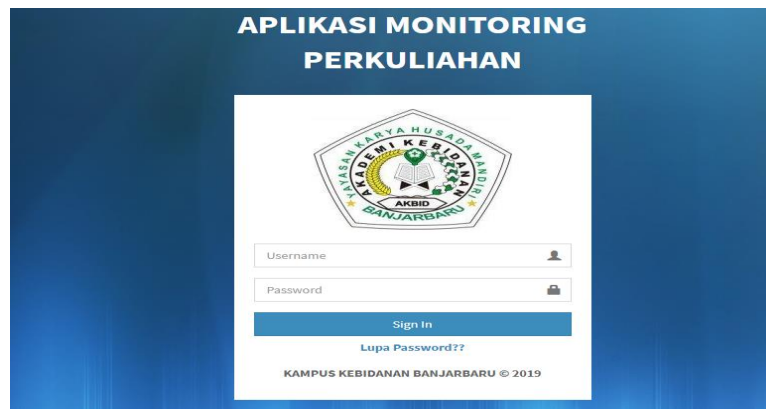 APLIKASI MONITORING
PERKULIAHAN
YAYASAN KARYA HUSADA MANDIRI
AKADEMI KEBIDANAN
AKBID
BANJARBARU
Username
Password
Sign In
Lupa Password??
KAMPUS KEBIDANAN BANJARBARU © 2019